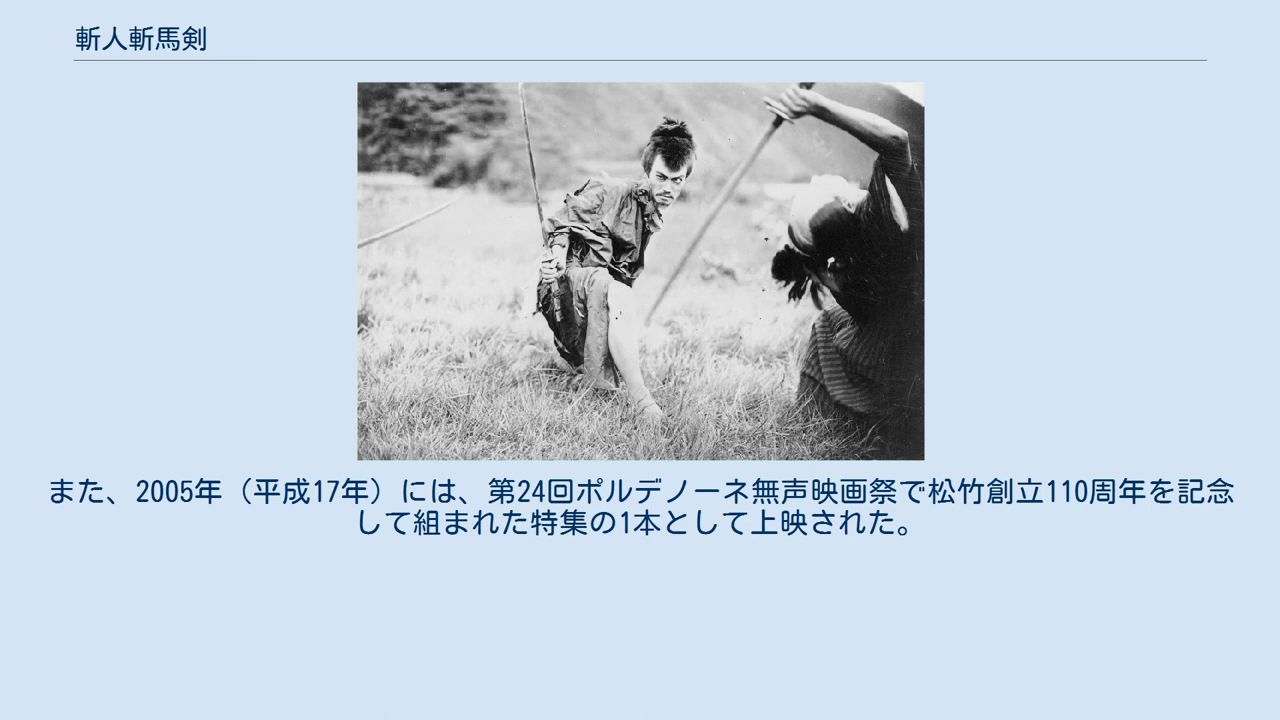 斬人斬馬剣
また、2005年（平成17年）には、第24回ポルデノーネ無声映画祭で松竹創立110周年を記念
して組まれた特集の1本として上映された。